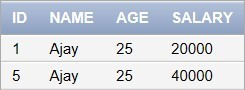 ID NAME AGE SALARY
1 Ajay 25 20000
5 Ajay 25 40000